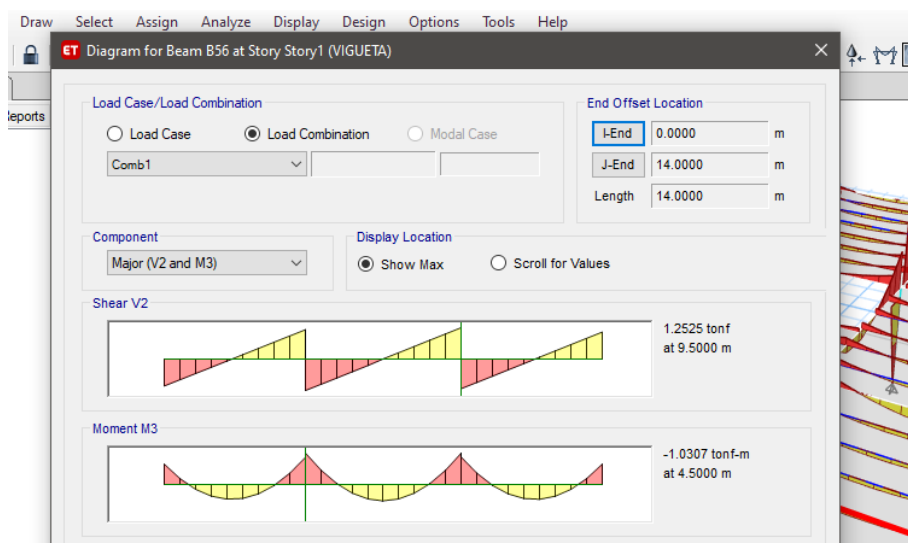 Draw Select Assign Analyze Display Design Options Tools Help
ET Diagram for Beam B56 at Story Story1 (VIGUETA)
Reports
Load Case/Load Combination
Load Case Load Combination Modal Case
Comb1
End Offset Location
I-End 0.0000 m
J-End 14.0000 m
Length 14.0000 m
Component
Major (V2 and M3)
Display Location
Show Max Scroll for Values
Shear V2
1.2525 tonf
at 9.5000 m
Moment M3
-1.0307 tonf-m
at 4.5000 m